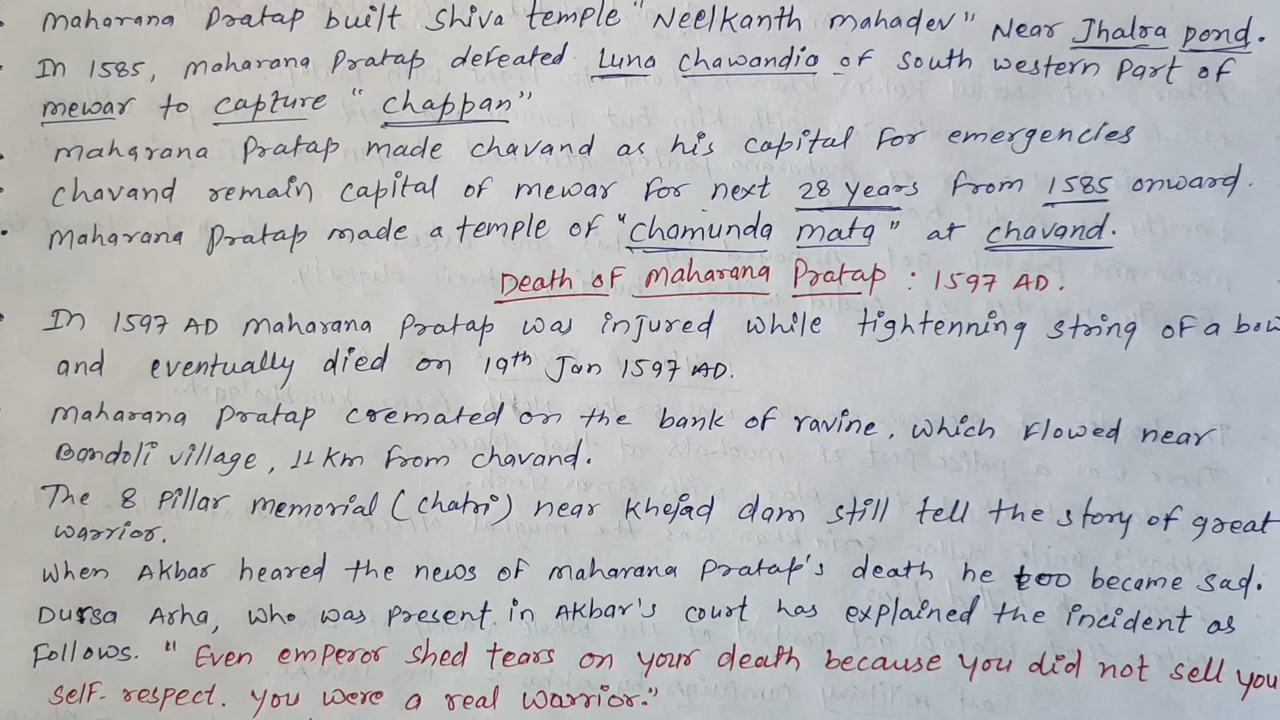 Maharana Pratap built Shiva temple "Neelkanth mahadev" Near Jhalra pond.
In 1585, Maharana Pratap defeated Luna chawandia of South western part of
mewar to capture "chappan"
Maharana Pratap made chavand as his capital for emergencies
chavand remain capital of mewar for next 28 years from 1585 onward.
Maharana Pratap made a temple of "chamunda mata" at chavand.
Death of Maharana Pratap : 1597 AD.
In 1597 AD Maharana Pratap was injured while tightenning string of a bow
and eventually died on 19th Jan 1597 AD.
Maharana Pratap cremated on the bank of ravine, which flowed near
Bandoli village, 11 km from chavand.
The 8 Pillar memorial (chatri) near Khejad dam still tell the story of great
warrior.
When Akbar heared the news of maharana Pratap's death he too became sad.
Dursa Arha, who was present in Akbar's court has explained the incident as
follows. "Even emperor shed tears on your death because you did not sell you
self-respect. you were a real warrior."